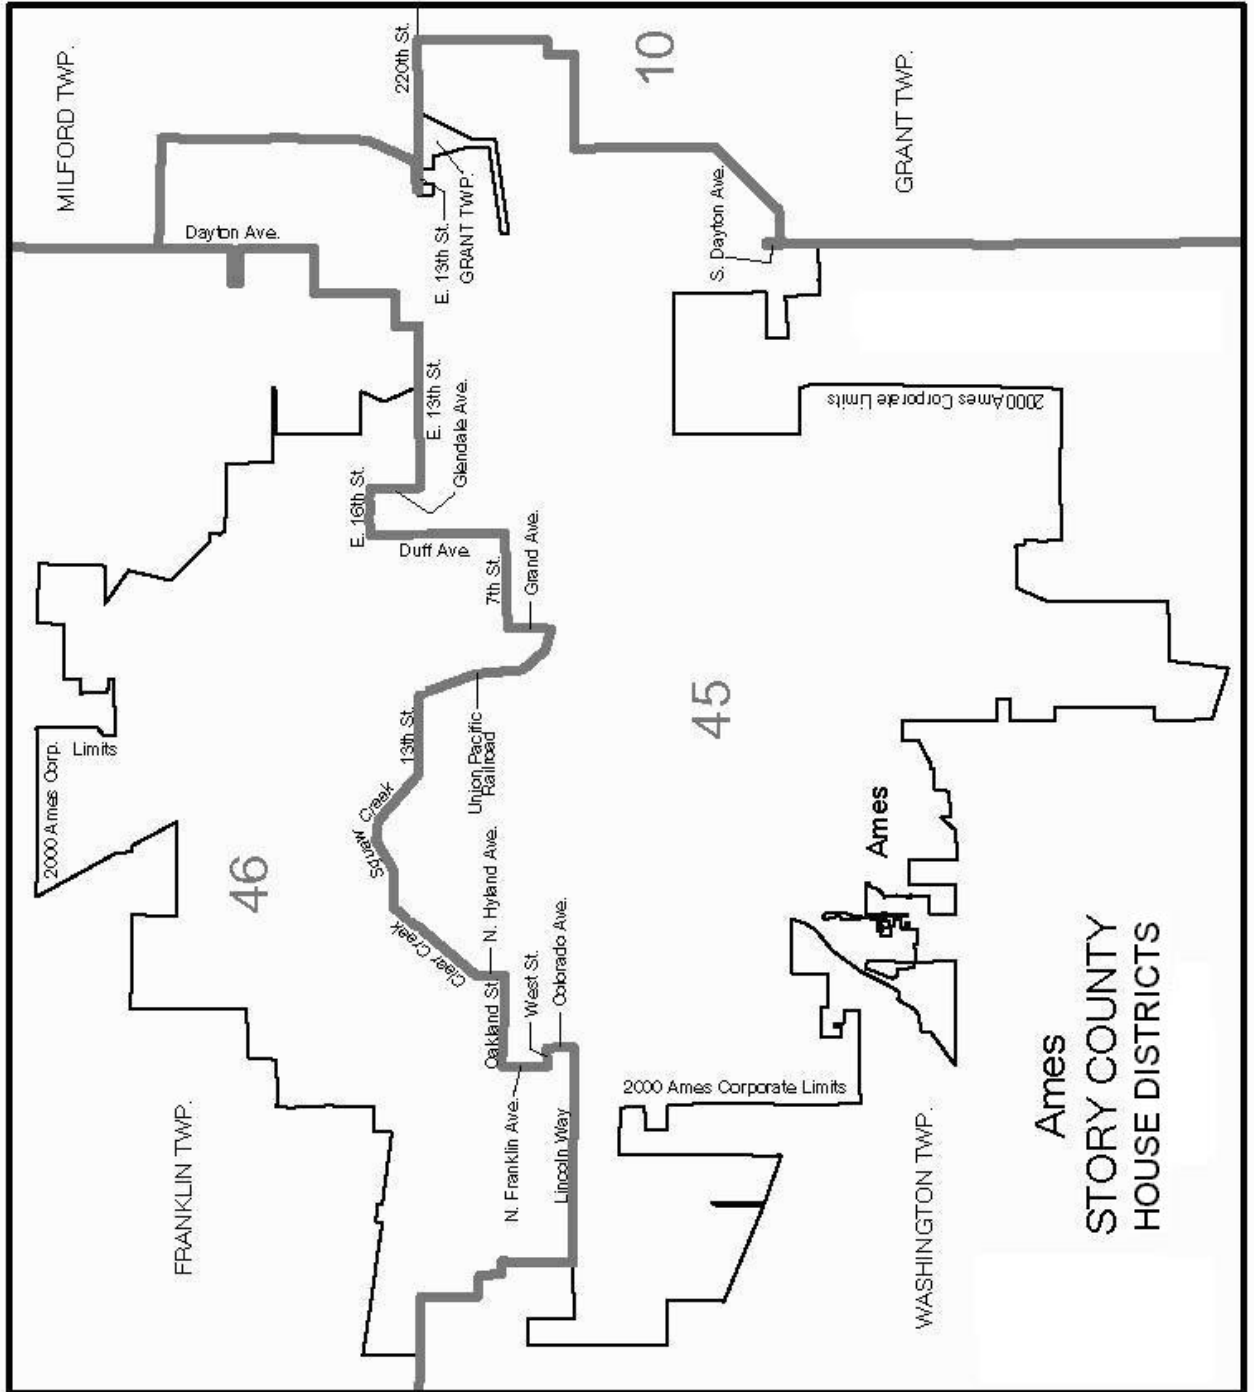 MILFORD TWP.
220th St.
10
GRANT TWP.
Dayton Ave.
E. 13th St.
GRANT TWP.
S. Dayton Ave.
E. 13th St.
Glendale Ave.
2000 Ames Corporate Limits
E. 16th St.
Duff Ave.
7th St.
Grand Ave.
2000 Ames Corp.
Limits
13th St.
Union Pacific
Railroad
45
Squaw Creek
46
Clear Creek
N. Hyland Ave.
Ames
Oakland St.
West St.
Colorado Ave.
N. Franklin Ave.
Lincoln Way
2000 Ames Corporate Limits
FRANKLIN TWP.
WASHINGTON TWP.
Ames
STORY COUNTY
HOUSE DISTRICTS